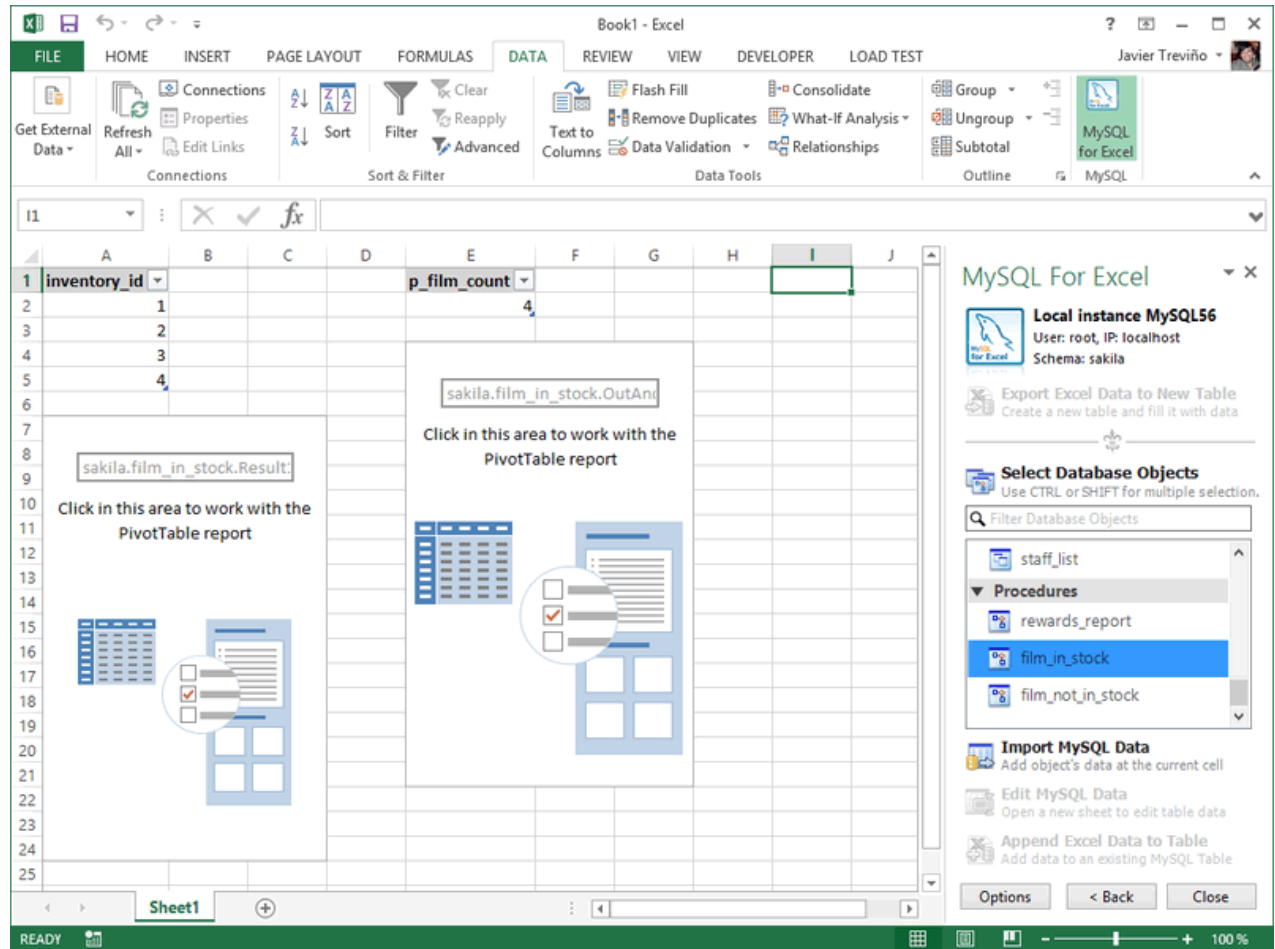 Book1 - Excel
FILE HOME INSERT PAGE LAYOUT FORMULAS DATA REVIEW VIEW DEVELOPER LOAD TEST Javier Treviño
Get External Data
Refresh All
Connections
Properties
Edit Links
Connections
Sort
Filter
Clear
Reapply
Advanced
Sort & Filter
Text to Columns
Flash Fill
Remove Duplicates
Data Validation
Consolidate
What-If Analysis
Relationships
Data Tools
Group
Ungroup
Subtotal
Outline
MySQL for Excel
MySQL
I1
fx
A B C D E F G H I J
1 inventory_id p_film_count
2 1 4
3 2
4 3
5 4
6
7
8
9
10
11
12
13
14
15
16
17
18
19
20
21
22
23
24
25
sakila.film_in_stock.Result1
Click in this area to work with the
PivotTable report
sakila.film_in_stock.OutAnd
Click in this area to work with the
PivotTable report
MySQL For Excel
Local instance MySQL56
User: root, IP: localhost
Schema: sakila
Export Excel Data to New Table
Create a new table and fill it with data
Select Database Objects
Use CTRL or SHIFT for multiple selection.
Filter Database Objects
staff_list
Procedures
rewards_report
film_in_stock
film_not_in_stock
Import MySQL Data
Add object's data at the current cell
Edit MySQL Data
Open a new sheet to edit table data
Append Excel Data to Table
Add data to an existing MySQL Table
Options < Back Close
Sheet1
READY 100 %